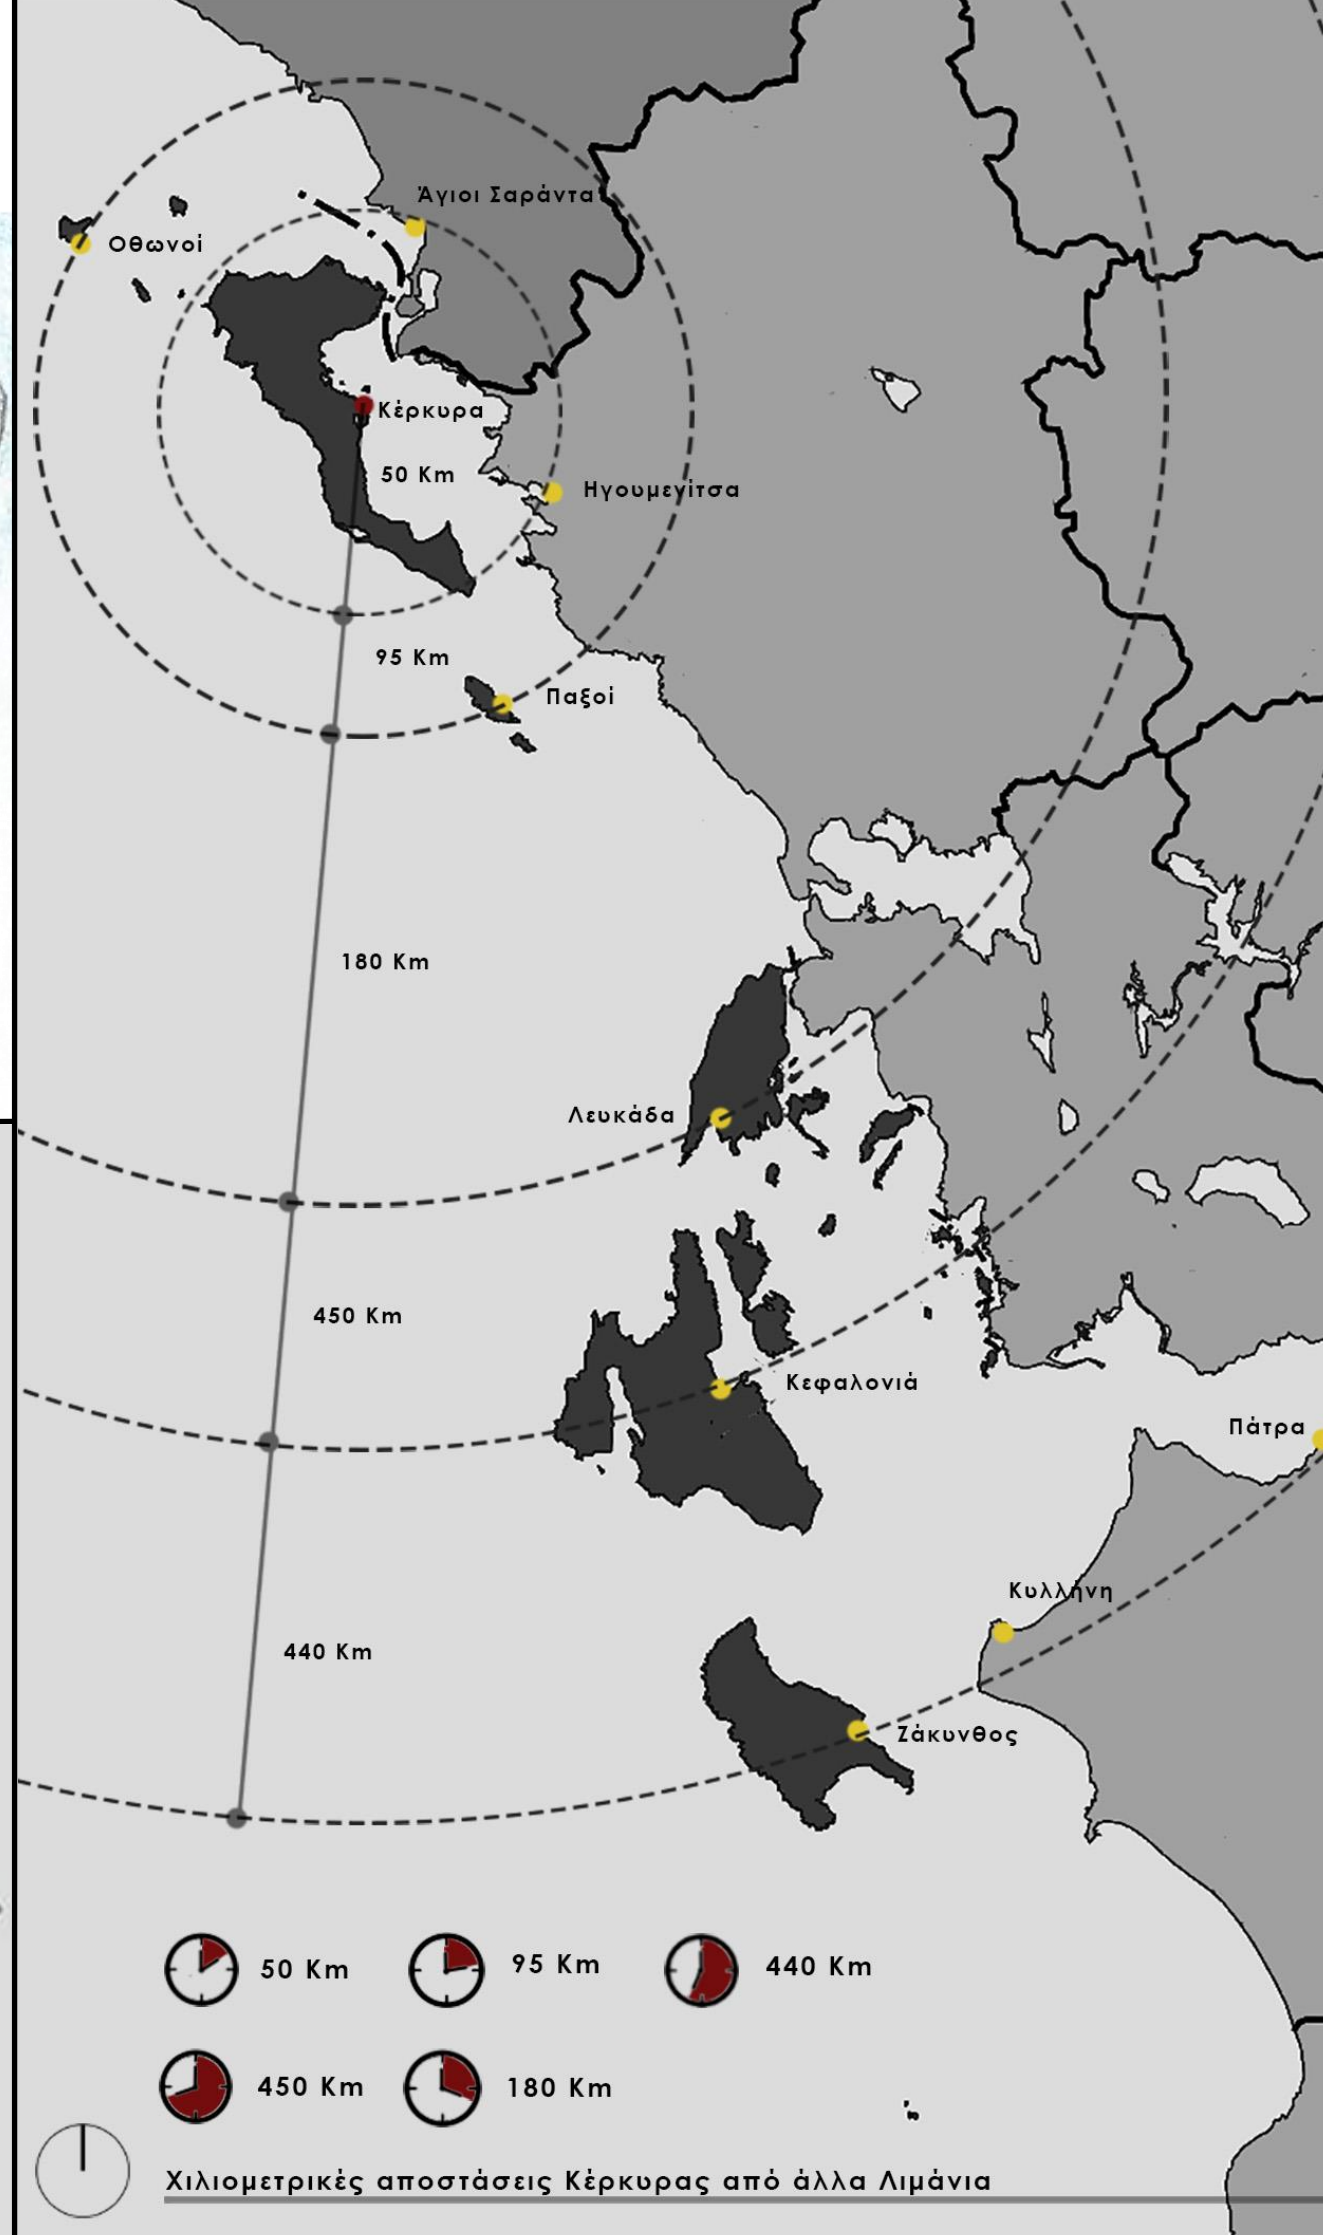 Άγιοι Σαράντα
Οθωνοί
Κέρκυρα
50 Km
Ηγουμενίτσα
95 Km
Παξοί
180 Km
Λευκάδα
450 Km
Κεφαλονιά
Πάτρα
Κυλλήνη
440 Km
Ζάκυνθος
50 Km
95 Km
440 Km
450 Km
180 Km
Χιλιομετρικές αποστάσεις Κέρκυρας από άλλα Λιμάνια